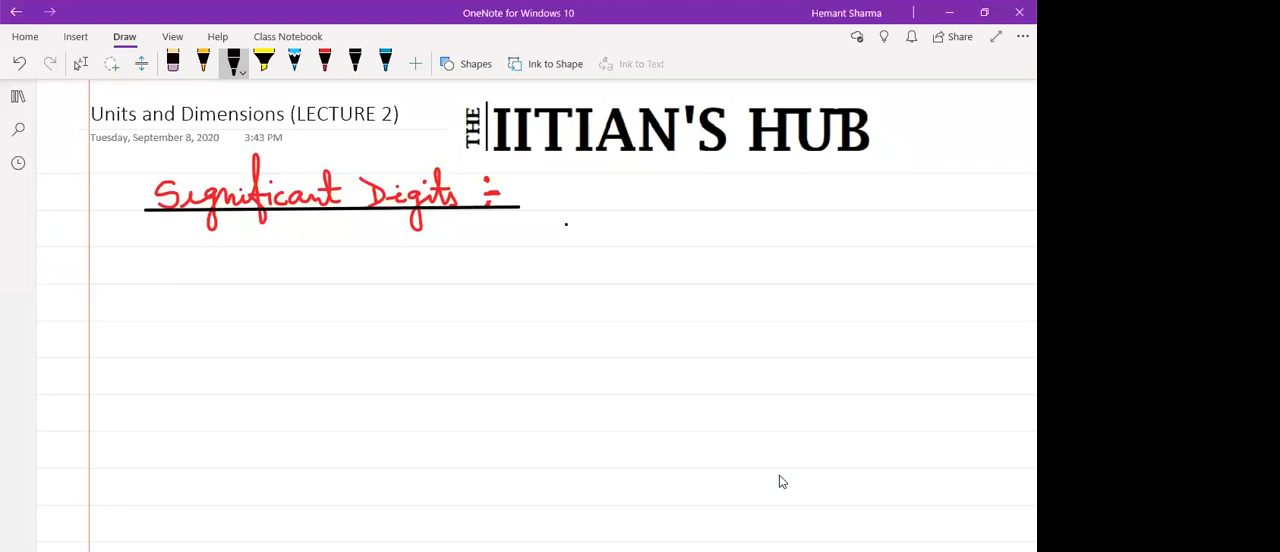 OneNote for Windows 10
Hemant Sharma
Home Insert Draw View Help Class Notebook Share
Shapes Ink to Shape Ink to Text
Units and Dimensions (LECTURE 2)
Tuesday, September 8, 2020 3:43 PM
THE IITIAN'S HUB
Significant Digits :-